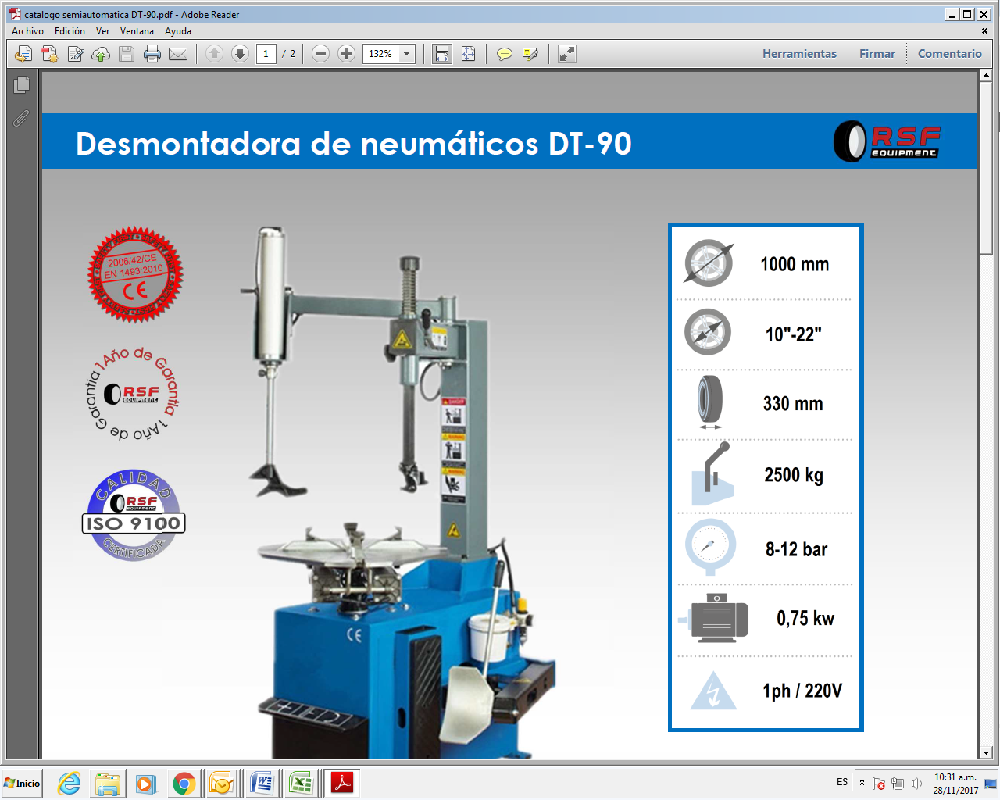 catalogo semiautomatica DT-90.pdf - Adobe Reader
Archivo Edición Ver Ventana Ayuda
1 / 2 132% Herramientas Firmar Comentario
Desmontadora de neumáticos DT-90
RSF
EQUIPMENT
2006/42/CE
EN 1493:2010
CE
1Año de Garantía 1Año de Garantia
RSF
EQUIPMENT
CALIDAD
RSF
EQUIPMENT
ISO 9100
CERTIFICADA
DANGER
CE
1000 mm
10"-22"
330 mm
2500 kg
8-12 bar
0,75 kw
1ph / 220V
Inicio
ES
10:31 a.m.
28/11/2017